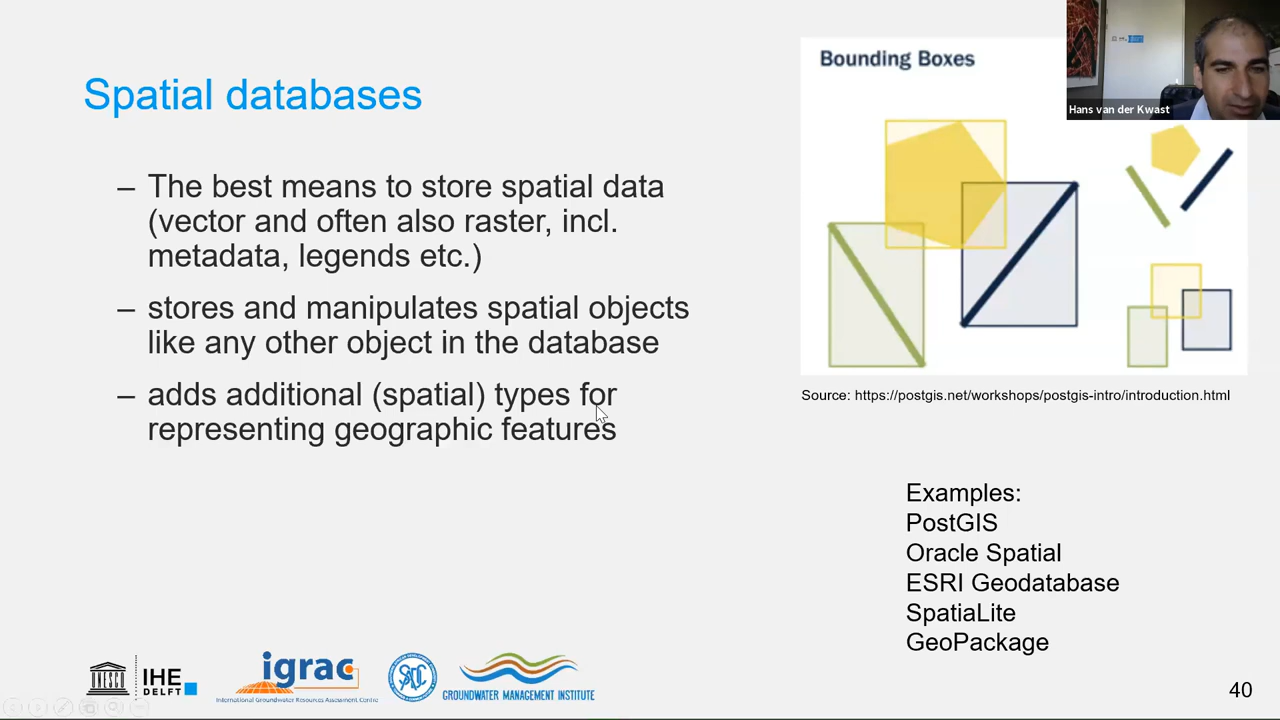 Spatial databases
– The best means to store spatial data
(vector and often also raster, incl.
metadata, legends etc.)
– stores and manipulates spatial objects
like any other object in the database
– adds additional (spatial) types for
representing geographic features
Bounding Boxes
Hans van der Kwast
Source: https://postgis.net/workshops/postgis-intro/introduction.html
Examples:
PostGIS
Oracle Spatial
ESRI Geodatabase
SpatiaLite
GeoPackage
UNESCO
IHE
DELFT
igrac
International Groundwater Resources Assessment Centre
GROUNDWATER MANAGEMENT INSTITUTE
40